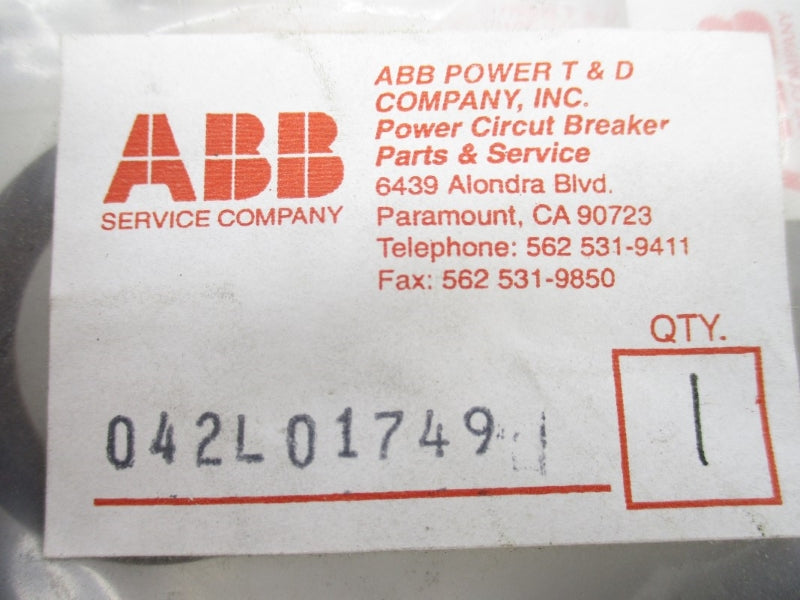 ABB
SERVICE COMPANY
ABB POWER T & D
COMPANY, INC.
Power Circut Breaker
Parts & Service
6439 Alondra Blvd.
Paramount, CA 90723
Telephone: 562 531-9411
Fax: 562 531-9850
QTY.
1
042L01749